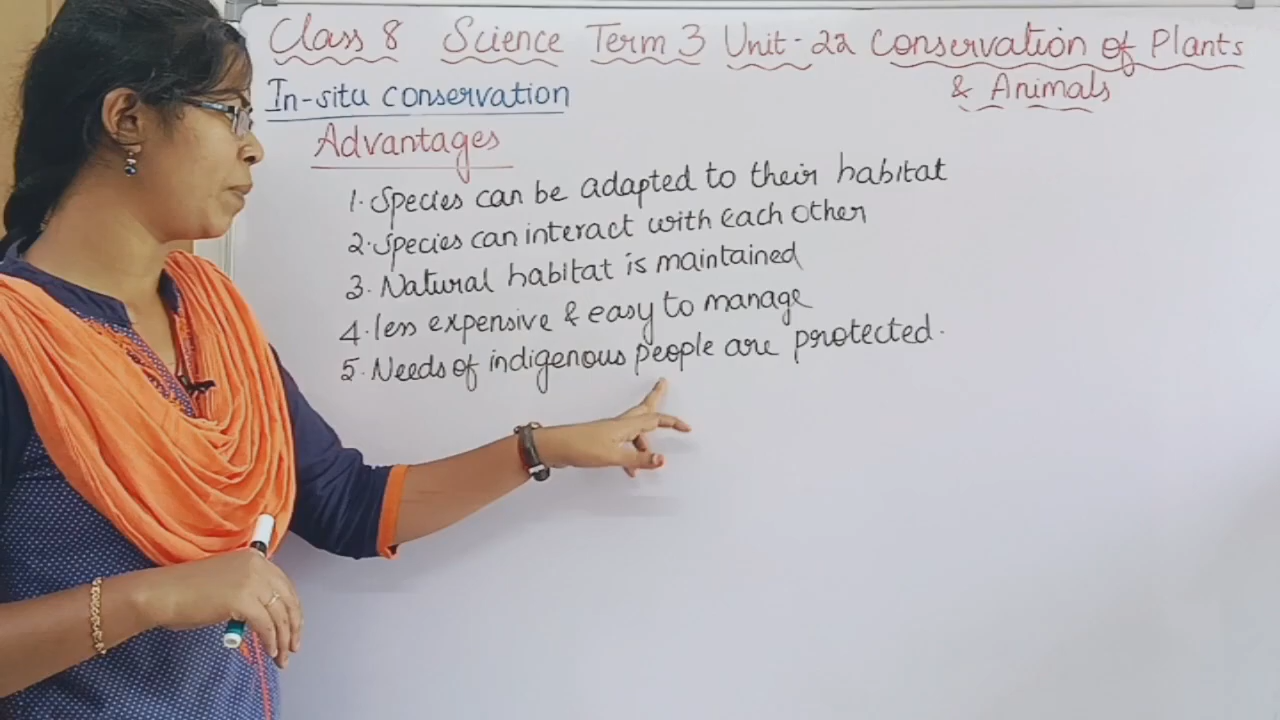 Class 8 Science Term 3 Unit-22 Conservation of Plants
& Animals
In-situ conservation
Advantages
1. Species can be adapted to their habitat
2. Species can interact with each other
3. Natural habitat is maintained
4. less expensive & easy to manage
5. Needs of indigenous people are protected.